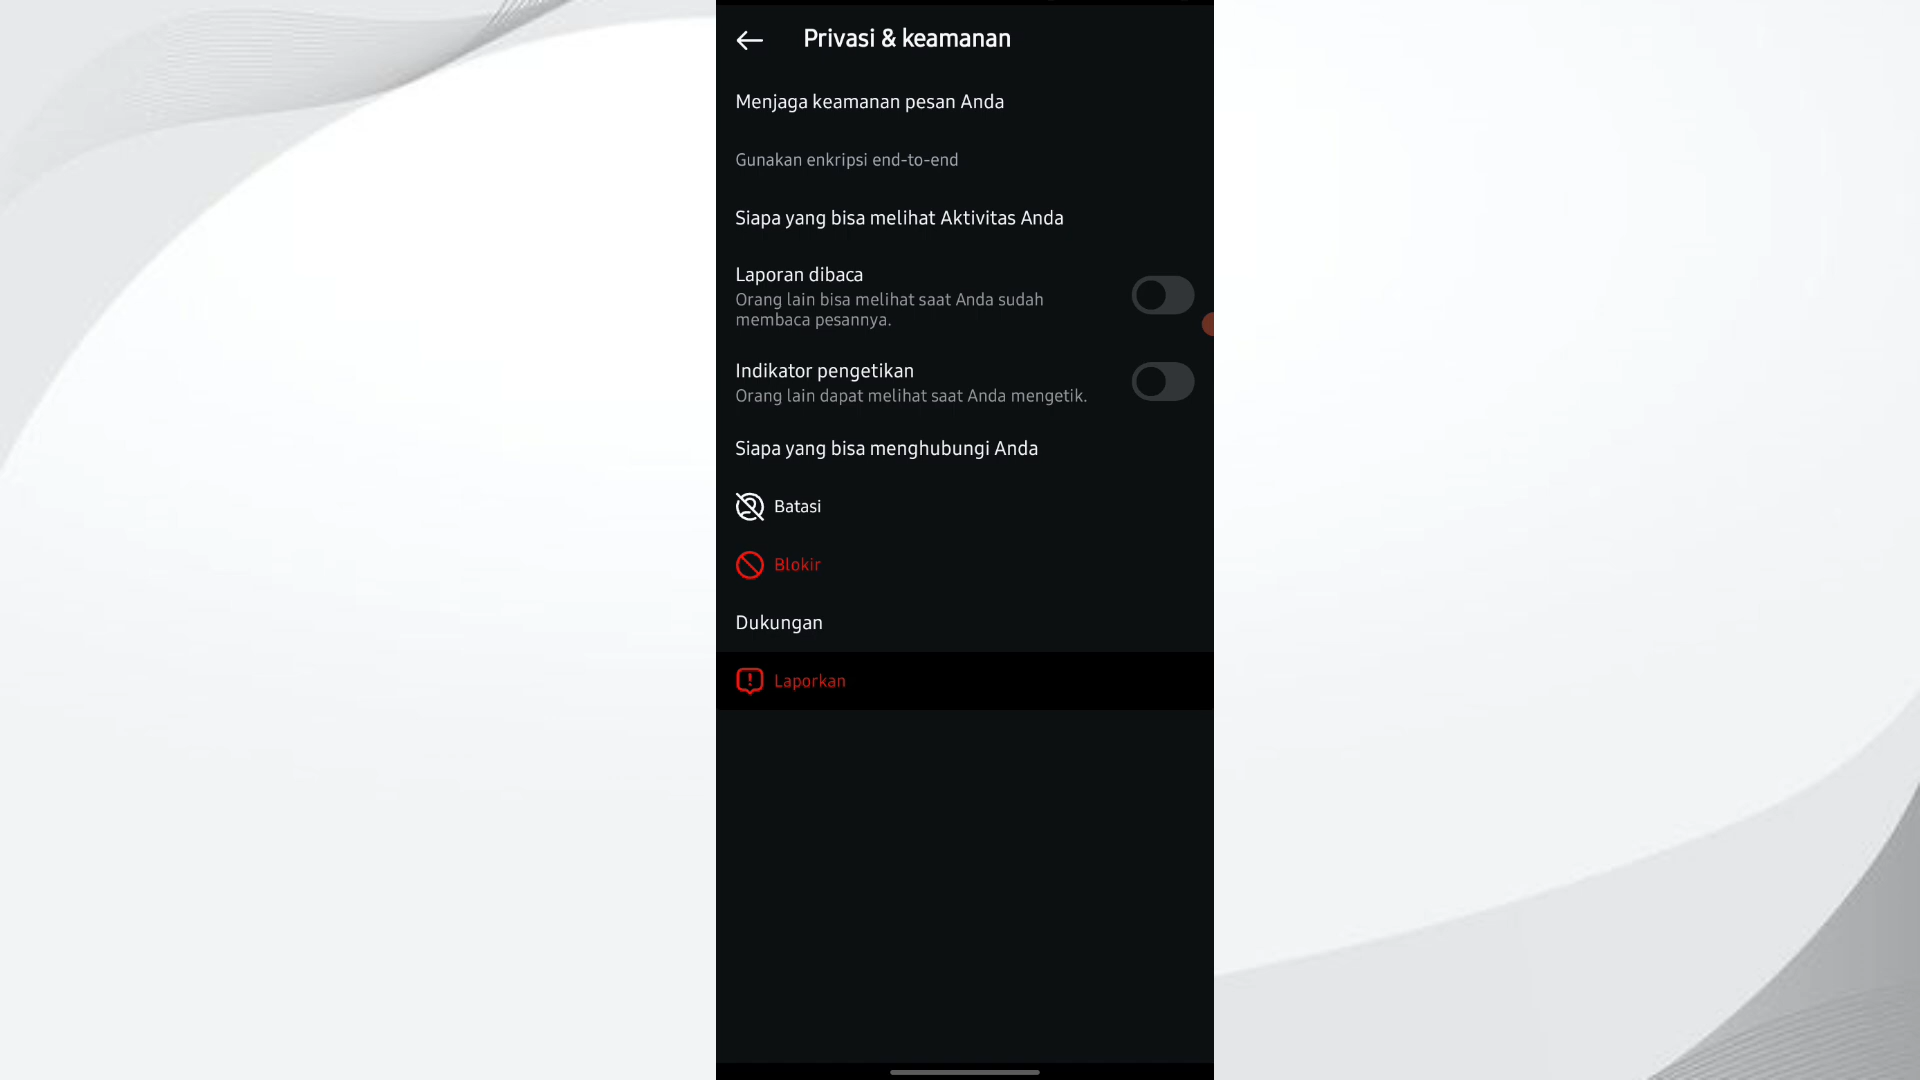 Privasi & keamanan
Menjaga keamanan pesan Anda
Gunakan enkripsi end-to-end
Siapa yang bisa melihat Aktivitas Anda
Laporan dibaca
Orang lain bisa melihat saat Anda sudah
membaca pesannya.
Indikator pengetikan
Orang lain dapat melihat saat Anda mengetik.
Siapa yang bisa menghubungi Anda
Batasi
Blokir
Dukungan
Laporkan